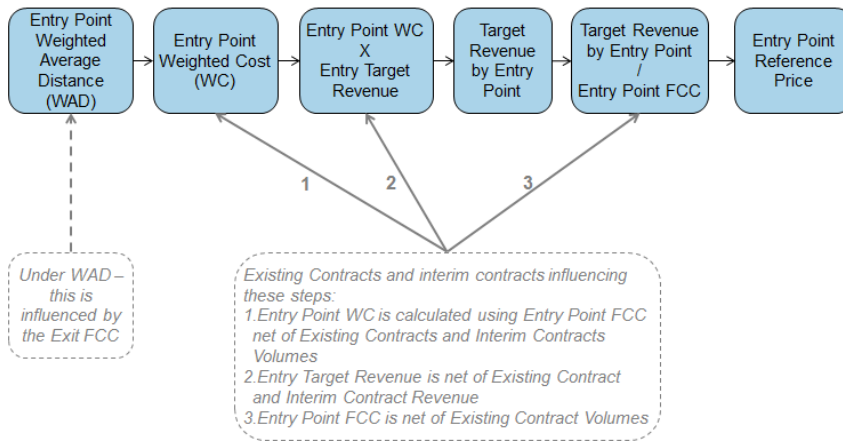 Entry Point
Weighted
Average
Distance
(WAD)
Entry Point
Weighted Cost
(WC)
Entry Point WC
X
Entry Target
Revenue
Target
Revenue
by Entry
Point
Target Revenue
by Entry Point
/
Entry Point FCC
Entry Point
Reference
Price
1
2
3
Under WAD –
this is
influenced by
the Exit FCC
Existing Contracts and interim contracts influencing
these steps:
1.Entry Point WC is calculated using Entry Point FCC
net of Existing Contracts and Interim Contracts
Volumes
2.Entry Target Revenue is net of Existing Contract
and Interim Contract Revenue
3.Entry Point FCC is net of Existing Contract Volumes